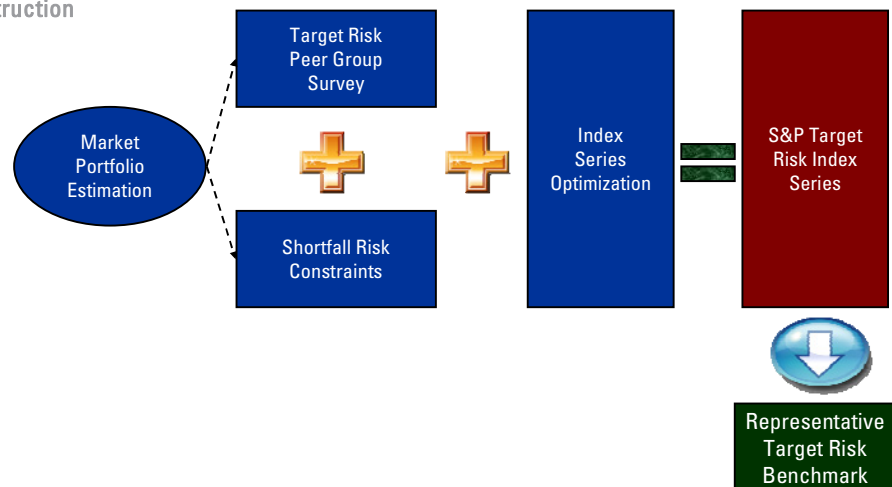 truction
Target Risk
Peer Group
Survey
Market
Portfolio
Estimation
Index
Series
Optimization
S&P Target
Risk Index
Series
Shortfall Risk
Constraints
Representative
Target Risk
Benchmark